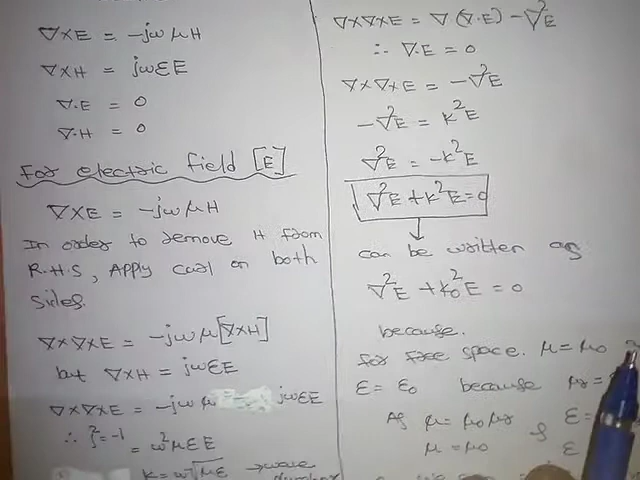 ∇×E = -jωμH
∇×H = jωεE
∇·E = 0
∇·H = 0
For electric field [E]
∇×E = -jωμH
In order to remove H from
R.H.S, Apply curl on both
sides.
∇×∇×E = -jωμ[∇×H]
but ∇×H = jωεE
∇×∇×E = -jωμ jωεE
∴ j²=-1 = ω²μεE
K = ω√με → wave
∇×∇×E = ∇(∇·E) - ∇²E
∴ ∇·E = 0
∇×∇×E = -∇²E
-∇²E = K²E
∇²E = -K²E
∇²E + K²E = 0
can be written as
∇²E + K₀²E = 0
because.
for free space. μ = μ₀
ε = ε₀ because μr =
As μ = μ₀μr & ε =
μ = μ₀ ε